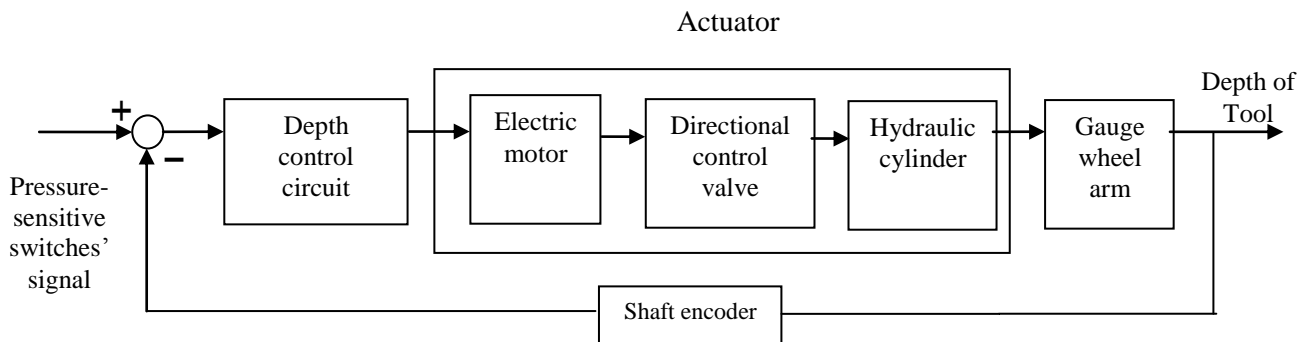 Actuator
+
−
Pressure-
sensitive
switches’
signal
Depth
control
circuit
Electric
motor
Directional
control
valve
Hydraulic
cylinder
Gauge
wheel
arm
Depth of
Tool
Shaft encoder